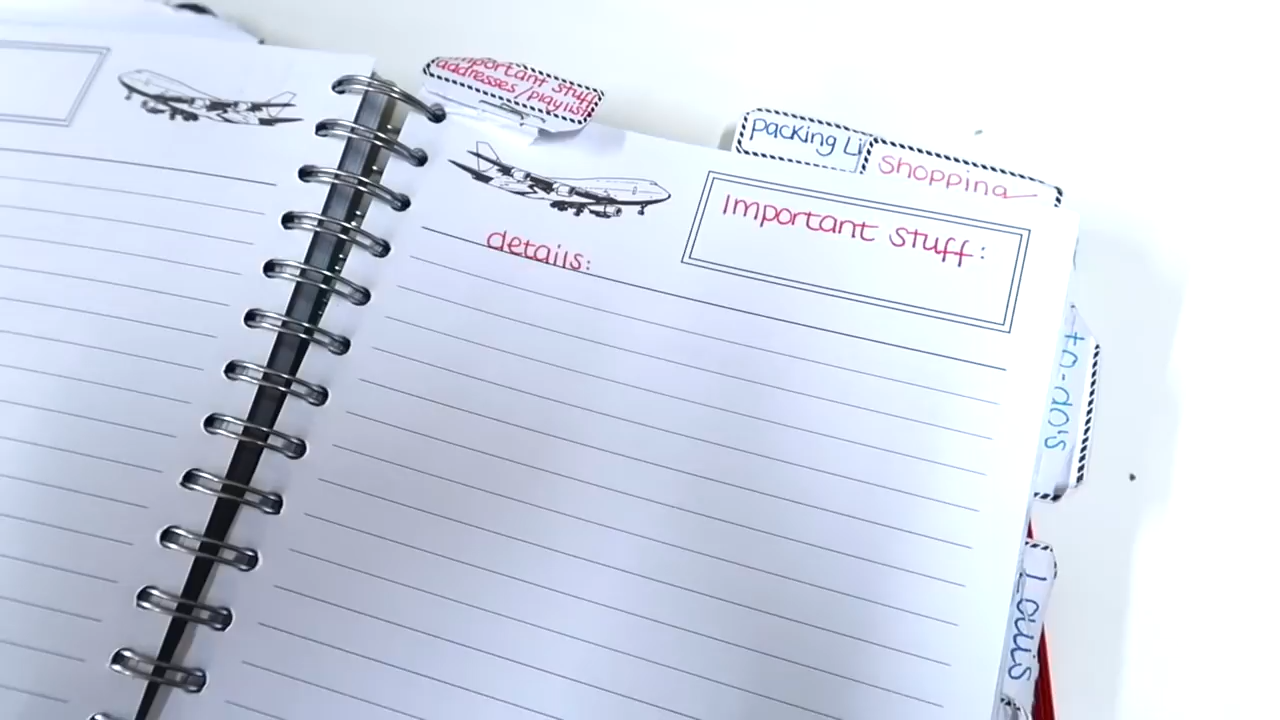 important stuff
addresses/playlist
packing Li
Shopping
Important stuff:
details:
to-do's
Louis